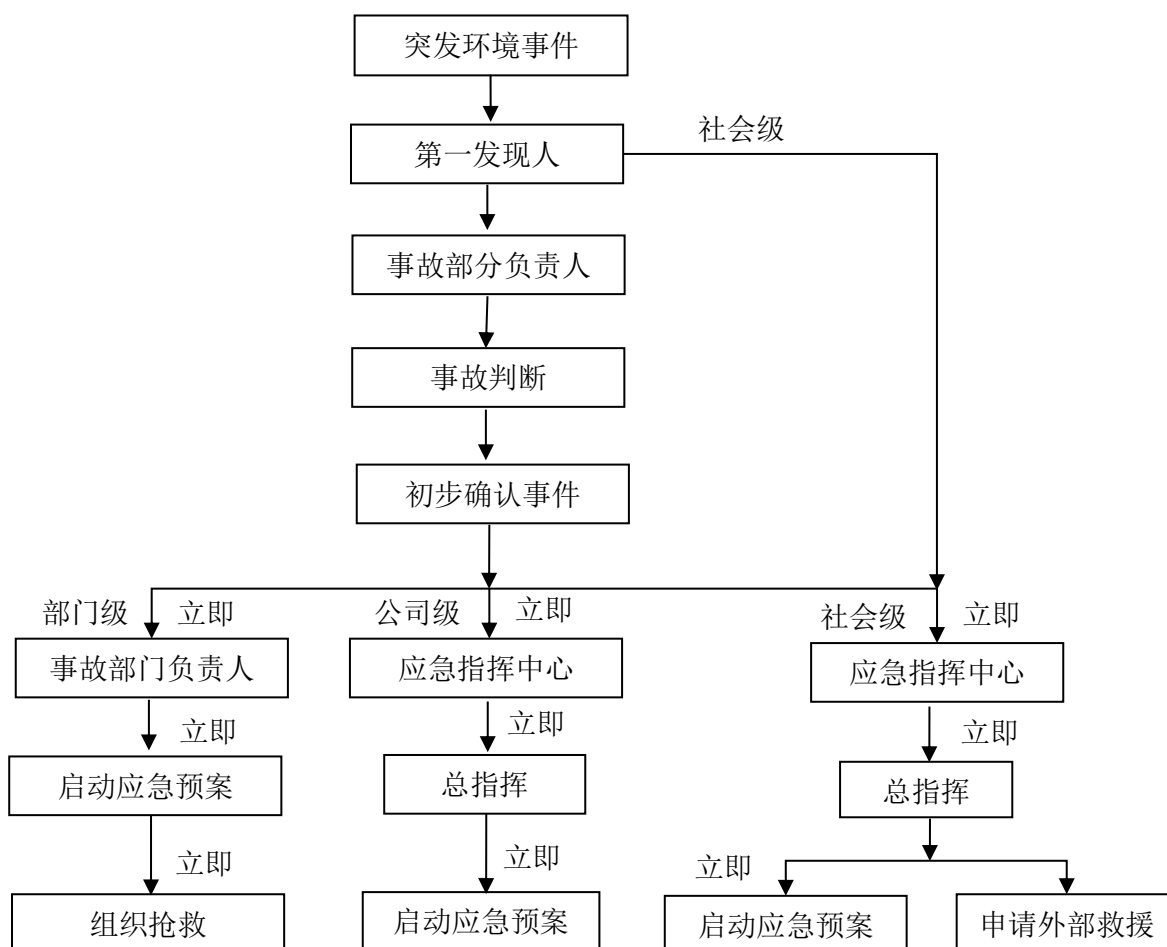 突发环境事件
社会级
第一发现人
事故部分负责人
事故判断
初步确认事件
部门级
立即
公司级
立即
社会级
立即
事故部门负责人
应急指挥中心
应急指挥中心
立即
立即
立即
启动应急预案
总指挥
总指挥
立即
立即
立即
组织抢救
启动应急预案
启动应急预案
申请外部救援